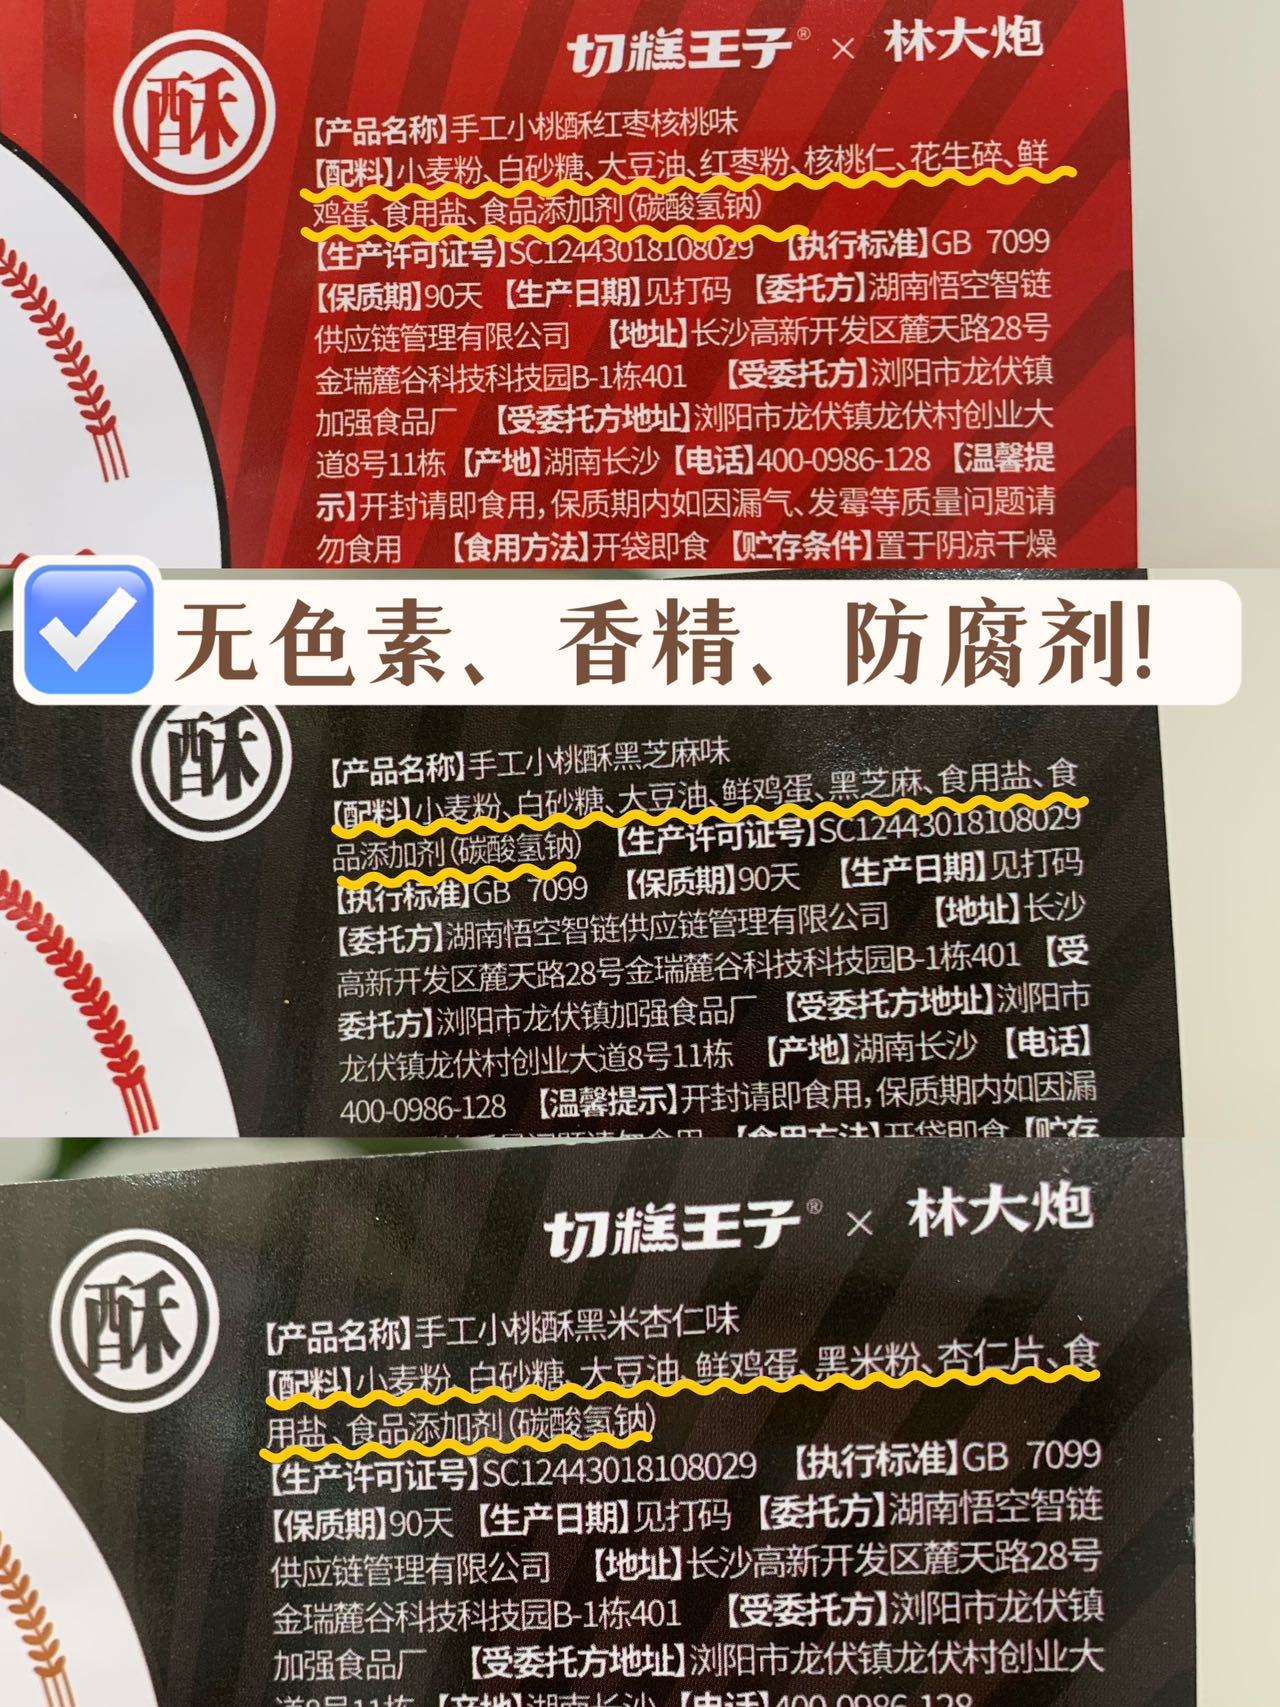 酥
切糕王子® × 林大炮
【产品名称】手工小桃酥红枣核桃味
【配料】小麦粉、白砂糖、大豆油、红枣粉、核桃仁、花生碎、鲜
鸡蛋、食用盐、食品添加剂（碳酸氢钠）
【生产许可证号】SC12443018108029 【执行标准】GB 7099
【保质期】90天 【生产日期】见打码 【委托方】湖南悟空智链
供应链管理有限公司 【地址】长沙高新开发区麓天路28号
金瑞麓谷科技科技园B-1栋401 【受委托方】浏阳市龙伏镇
加强食品厂 【受委托方地址】浏阳市龙伏镇龙伏村创业大
道8号11栋【产地】湖南长沙【电话】400-0986-128 【温馨提
示】开封请即食用，保质期内如因漏气、发霉等质量问题请
勿食用 【食用方法】开袋即食 【贮存条件】置于阴凉干燥
无色素、香精、防腐剂!
酥
【产品名称】手工小桃酥黑芝麻味
【配料】小麦粉、白砂糖、大豆油、鲜鸡蛋、黑芝麻、食用盐、食
品添加剂（碳酸氢钠） 【生产许可证号】SC12443018108029
【执行标准】GB 7099 【保质期】90天 【生产日期】见打码
【委托方】湖南悟空智链供应链管理有限公司 【地址】长沙
高新开发区麓天路28号金瑞麓谷科技科技园B-1栋401 【受
委托方】浏阳市龙伏镇加强食品厂 【受委托方地址】浏阳市
龙伏镇龙伏村创业大道8号11栋 【产地】湖南长沙 【电话】
400-0986-128 【温馨提示】开封请即食用，保质期内如因漏
【食用方法】开袋即食 【贮存
切糕王子® × 林大炮
酥
【产品名称】手工小桃酥黑米杏仁味
【配料】小麦粉、白砂糖、大豆油、鲜鸡蛋、黑米粉、杏仁片、食
用盐、食品添加剂（碳酸氢钠）
【生产许可证号】SC12443018108029 【执行标准】GB 7099
【保质期】90天 【生产日期】见打码 【委托方】湖南悟空智链
供应链管理有限公司 【地址】长沙高新开发区麓天路28号
金瑞麓谷科技科技园B-1栋401 【受委托方】浏阳市龙伏镇
加强食品厂 【受委托方地址】浏阳市龙伏镇龙伏村创业大
道8号11栋 【产地】湖南长沙 【电话】400-0986-128